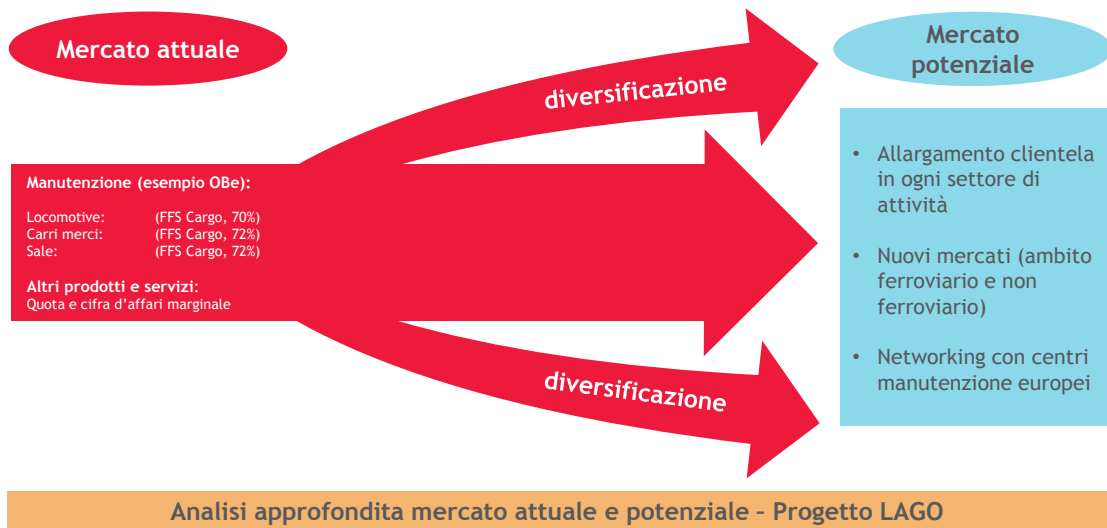 Mercato attuale
Mercato
potenziale
diversificazione
Manutenzione (esempio OBe):
Locomotive: (FFS Cargo, 70%)
Carri merci: (FFS Cargo, 72%)
Sale: (FFS Cargo, 72%)
Altri prodotti e servizi:
Quota e cifra d'affari marginale
diversificazione
• Allargamento clientela
in ogni settore di
attività
• Nuovi mercati (ambito
ferroviario e non
ferroviario)
• Networking con centri
manutenzione europei
Analisi approfondita mercato attuale e potenziale – Progetto LAGO